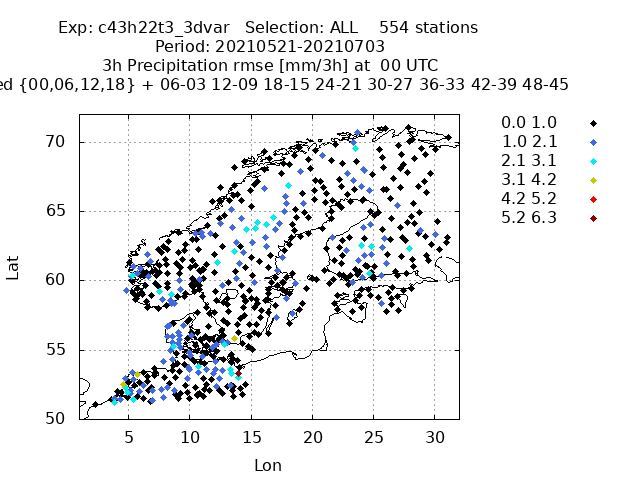 Exp: c43h22t3_3dvar Selection: ALL 554 stations
Period: 20210521-20210703
3h Precipitation rmse [mm/3h] at 00 UTC
{00,06,12,18} + 06-03 12-09 18-15 24-21 30-27 36-33 42-39 48-45
0.0 1.0
1.0 2.1
2.1 3.1
3.1 4.2
4.2 5.2
5.2 6.3
70
65
60
55
50
Lat
5 10 15 20 25 30
Lon